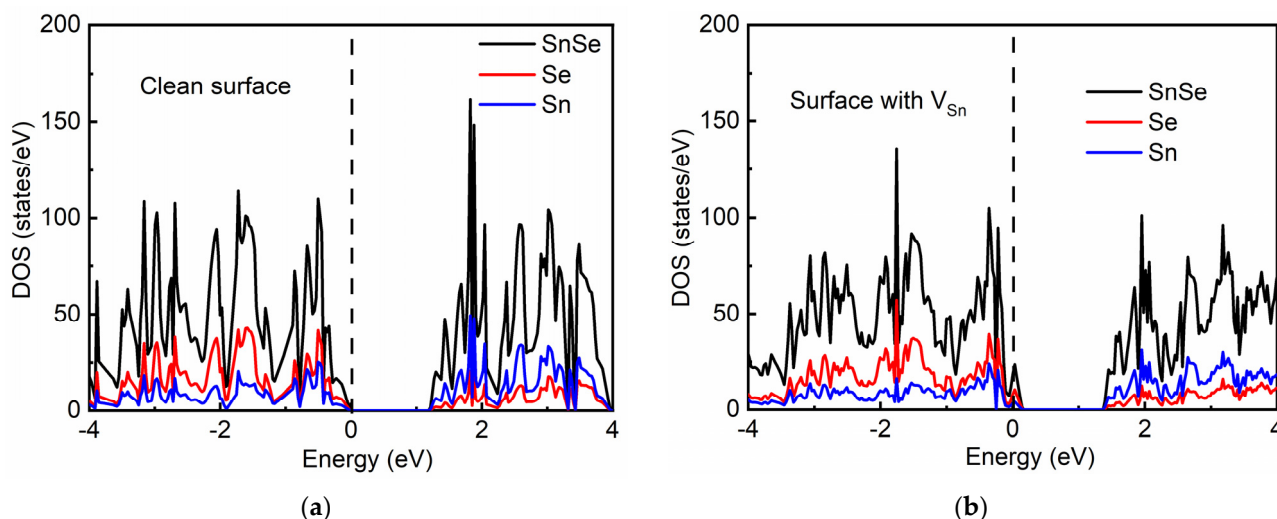 200
150
100
50
0
DOS (states/eV)
Clean surface
SnSe
Se
Sn
-4
-2
0
2
4
Energy (eV)
(a)
200
150
100
50
0
DOS (states/eV)
Surface with V_Sn
SnSe
Se
Sn
-4
-2
0
2
4
Energy (eV)
(b)